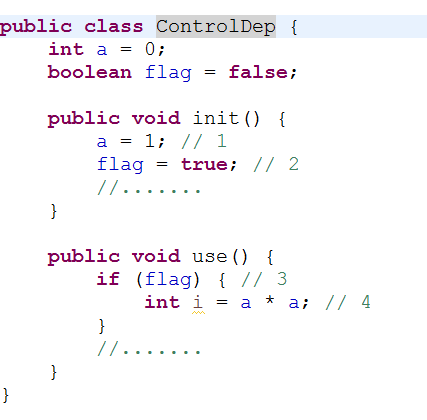 public class ControlDep {
int a = 0;
boolean flag = false;
public void init() {
a = 1; // 1
flag = true; // 2
//.......
}
public void use() {
if (flag) { // 3
int i = a * a; // 4
}
//.......
}
}